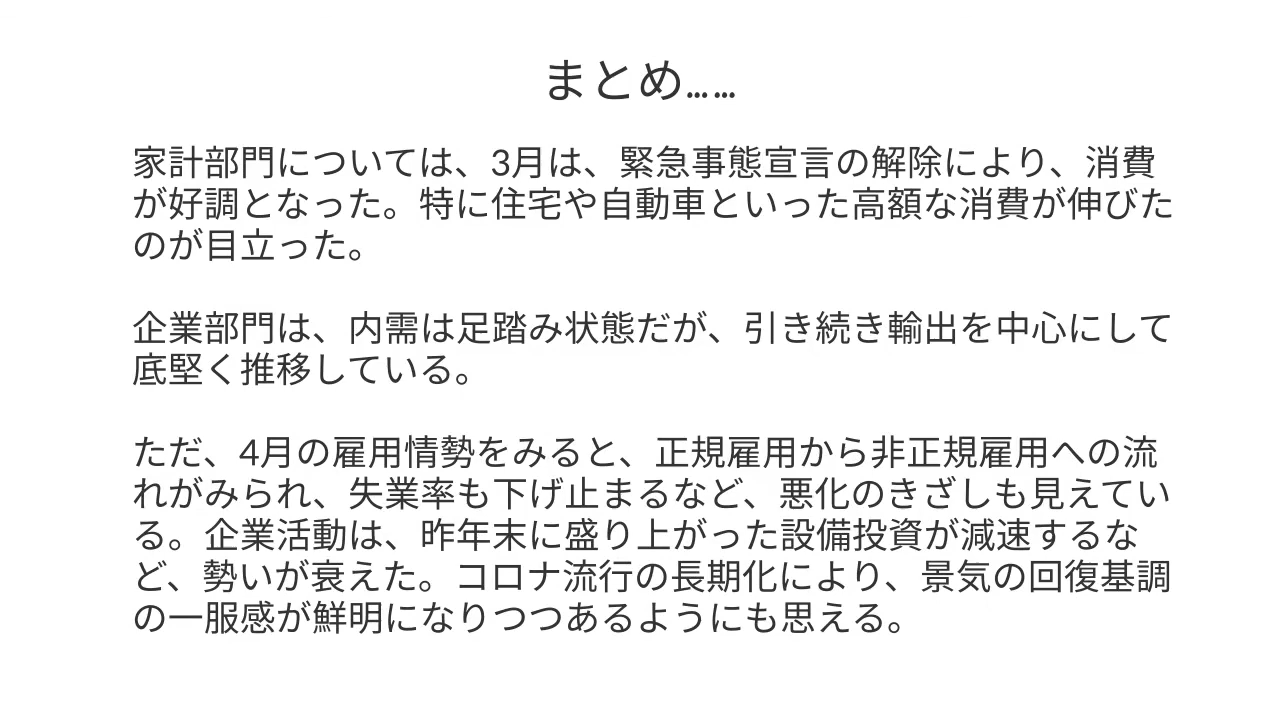 まとめ……
家計部門については、3月は、緊急事態宣言の解除により、消費
が好調となった。特に住宅や自動車といった高額な消費が伸びた
のが目立った。
企業部門は、内需は足踏み状態だが、引き続き輸出を中心にして
底堅く推移している。
ただ、4月の雇用情勢をみると、正規雇用から非正規雇用への流
れがみられ、失業率も下げ止まるなど、悪化のきざしも見えてい
る。企業活動は、昨年末に盛り上がった設備投資が減速するな
ど、勢いが衰えた。コロナ流行の長期化により、景気の回復基調
の一服感が鮮明になりつつあるようにも思える。